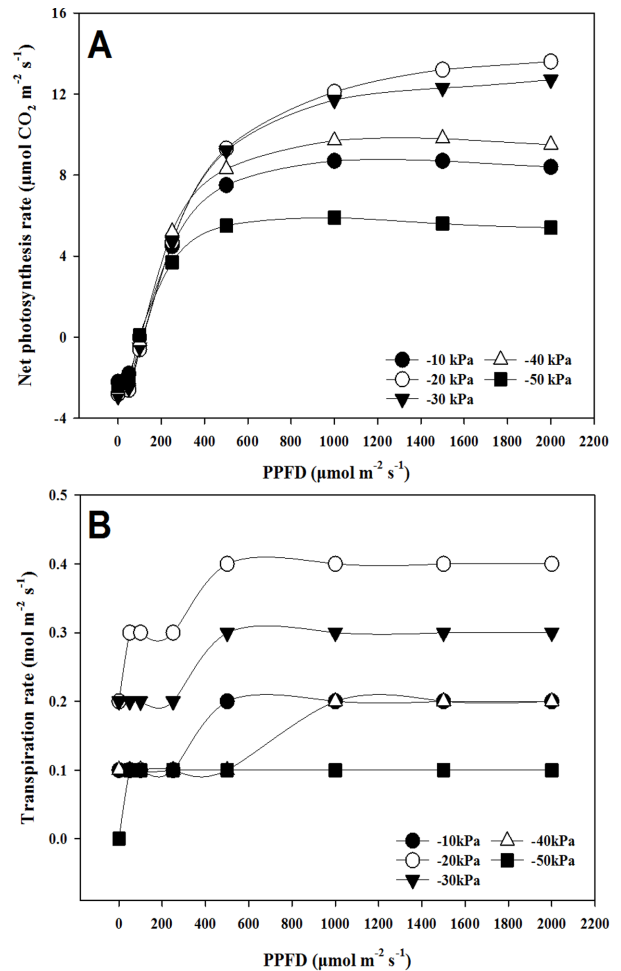 A
Net photosynthesis rate (µmol CO2 m-2 s-1)
16
12
8
4
0
-4
-10 kPa
-20 kPa
-30 kPa
-40 kPa
-50 kPa
0 200 400 600 800 1000 1200 1400 1600 1800 2000 2200
PPFD (µmol m-2 s-1)
B
Transpiration rate (mol m-2 s-1)
0.5
0.4
0.3
0.2
0.1
0.0
-10kPa
-20kPa
-30kPa
-40kPa
-50kPa
0 200 400 600 800 1000 1200 1400 1600 1800 2000 2200
PPFD (µmol m-2 s-1)